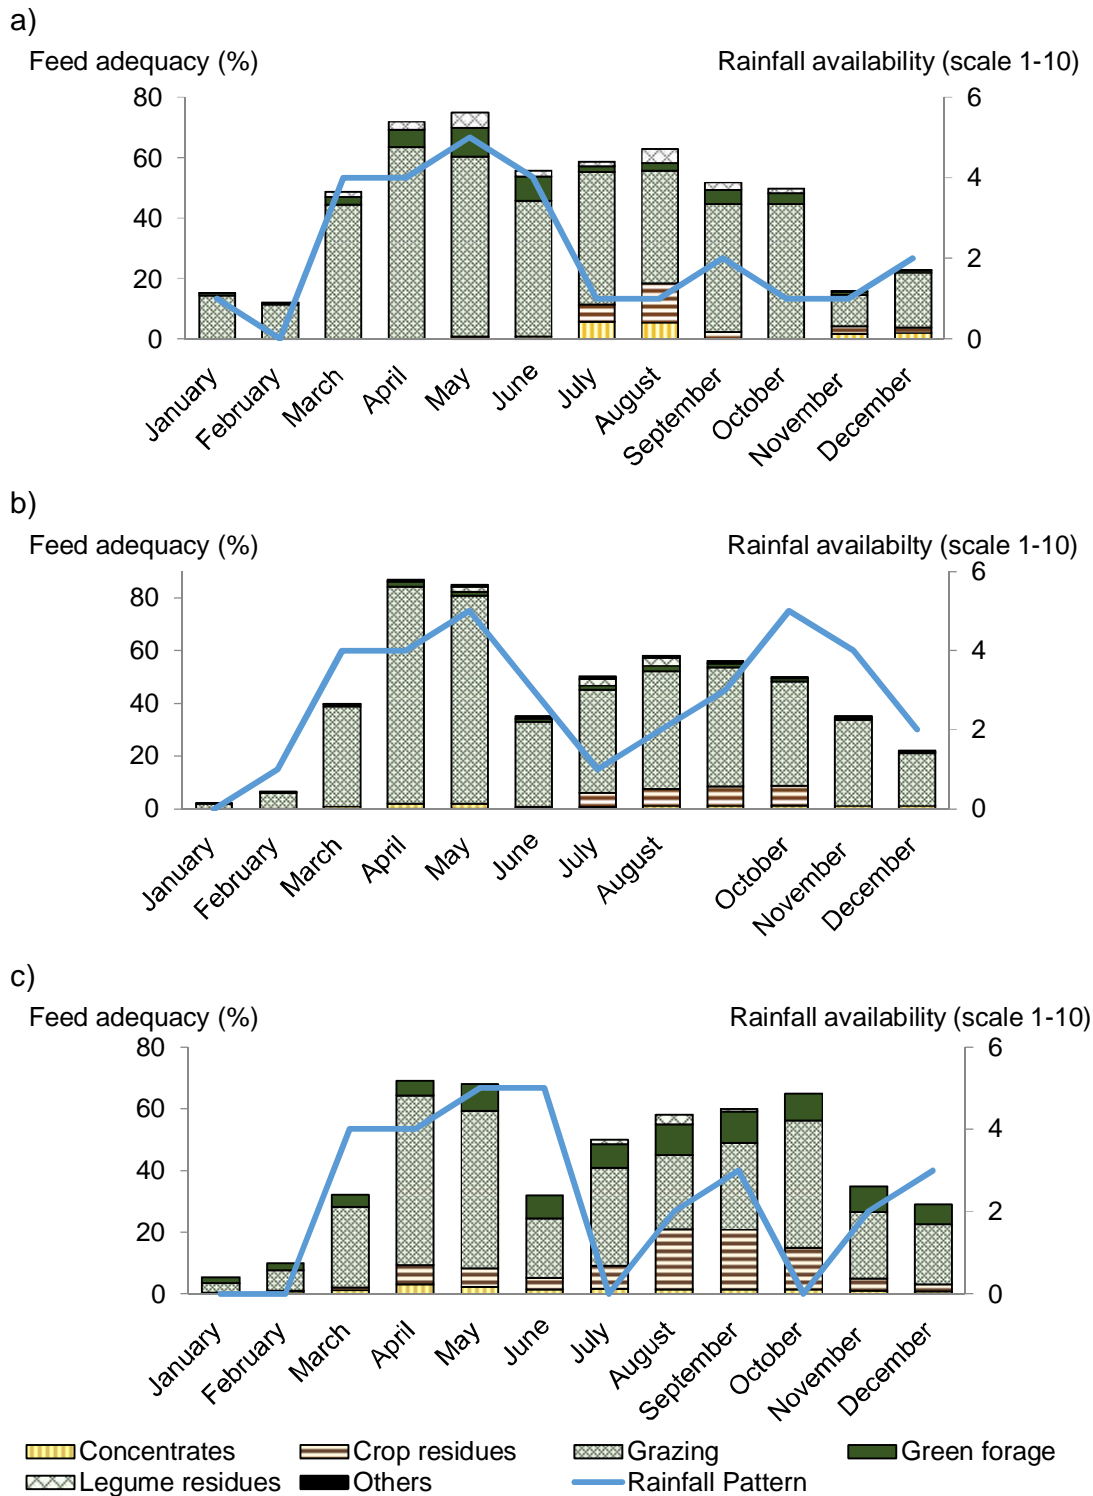 a)
Feed adequacy (%) Rainfall availability (scale 1-10)
80 6
60 4
40
20 2
0 0
January February March April May June July August September October November December
b)
Feed adequacy (%) Rainfal availabilty (scale 1-10)
6
80
60 4
40
20 2
0 0
January February March April May June July August October November December
c)
Feed adequacy (%) Rainfall availability (scale 1-10)
80 6
60 4
40
20 2
0 0
January February March April May June July August September October November December
Concentrates Crop residues Grazing Green forage
Legume residues Others Rainfall Pattern